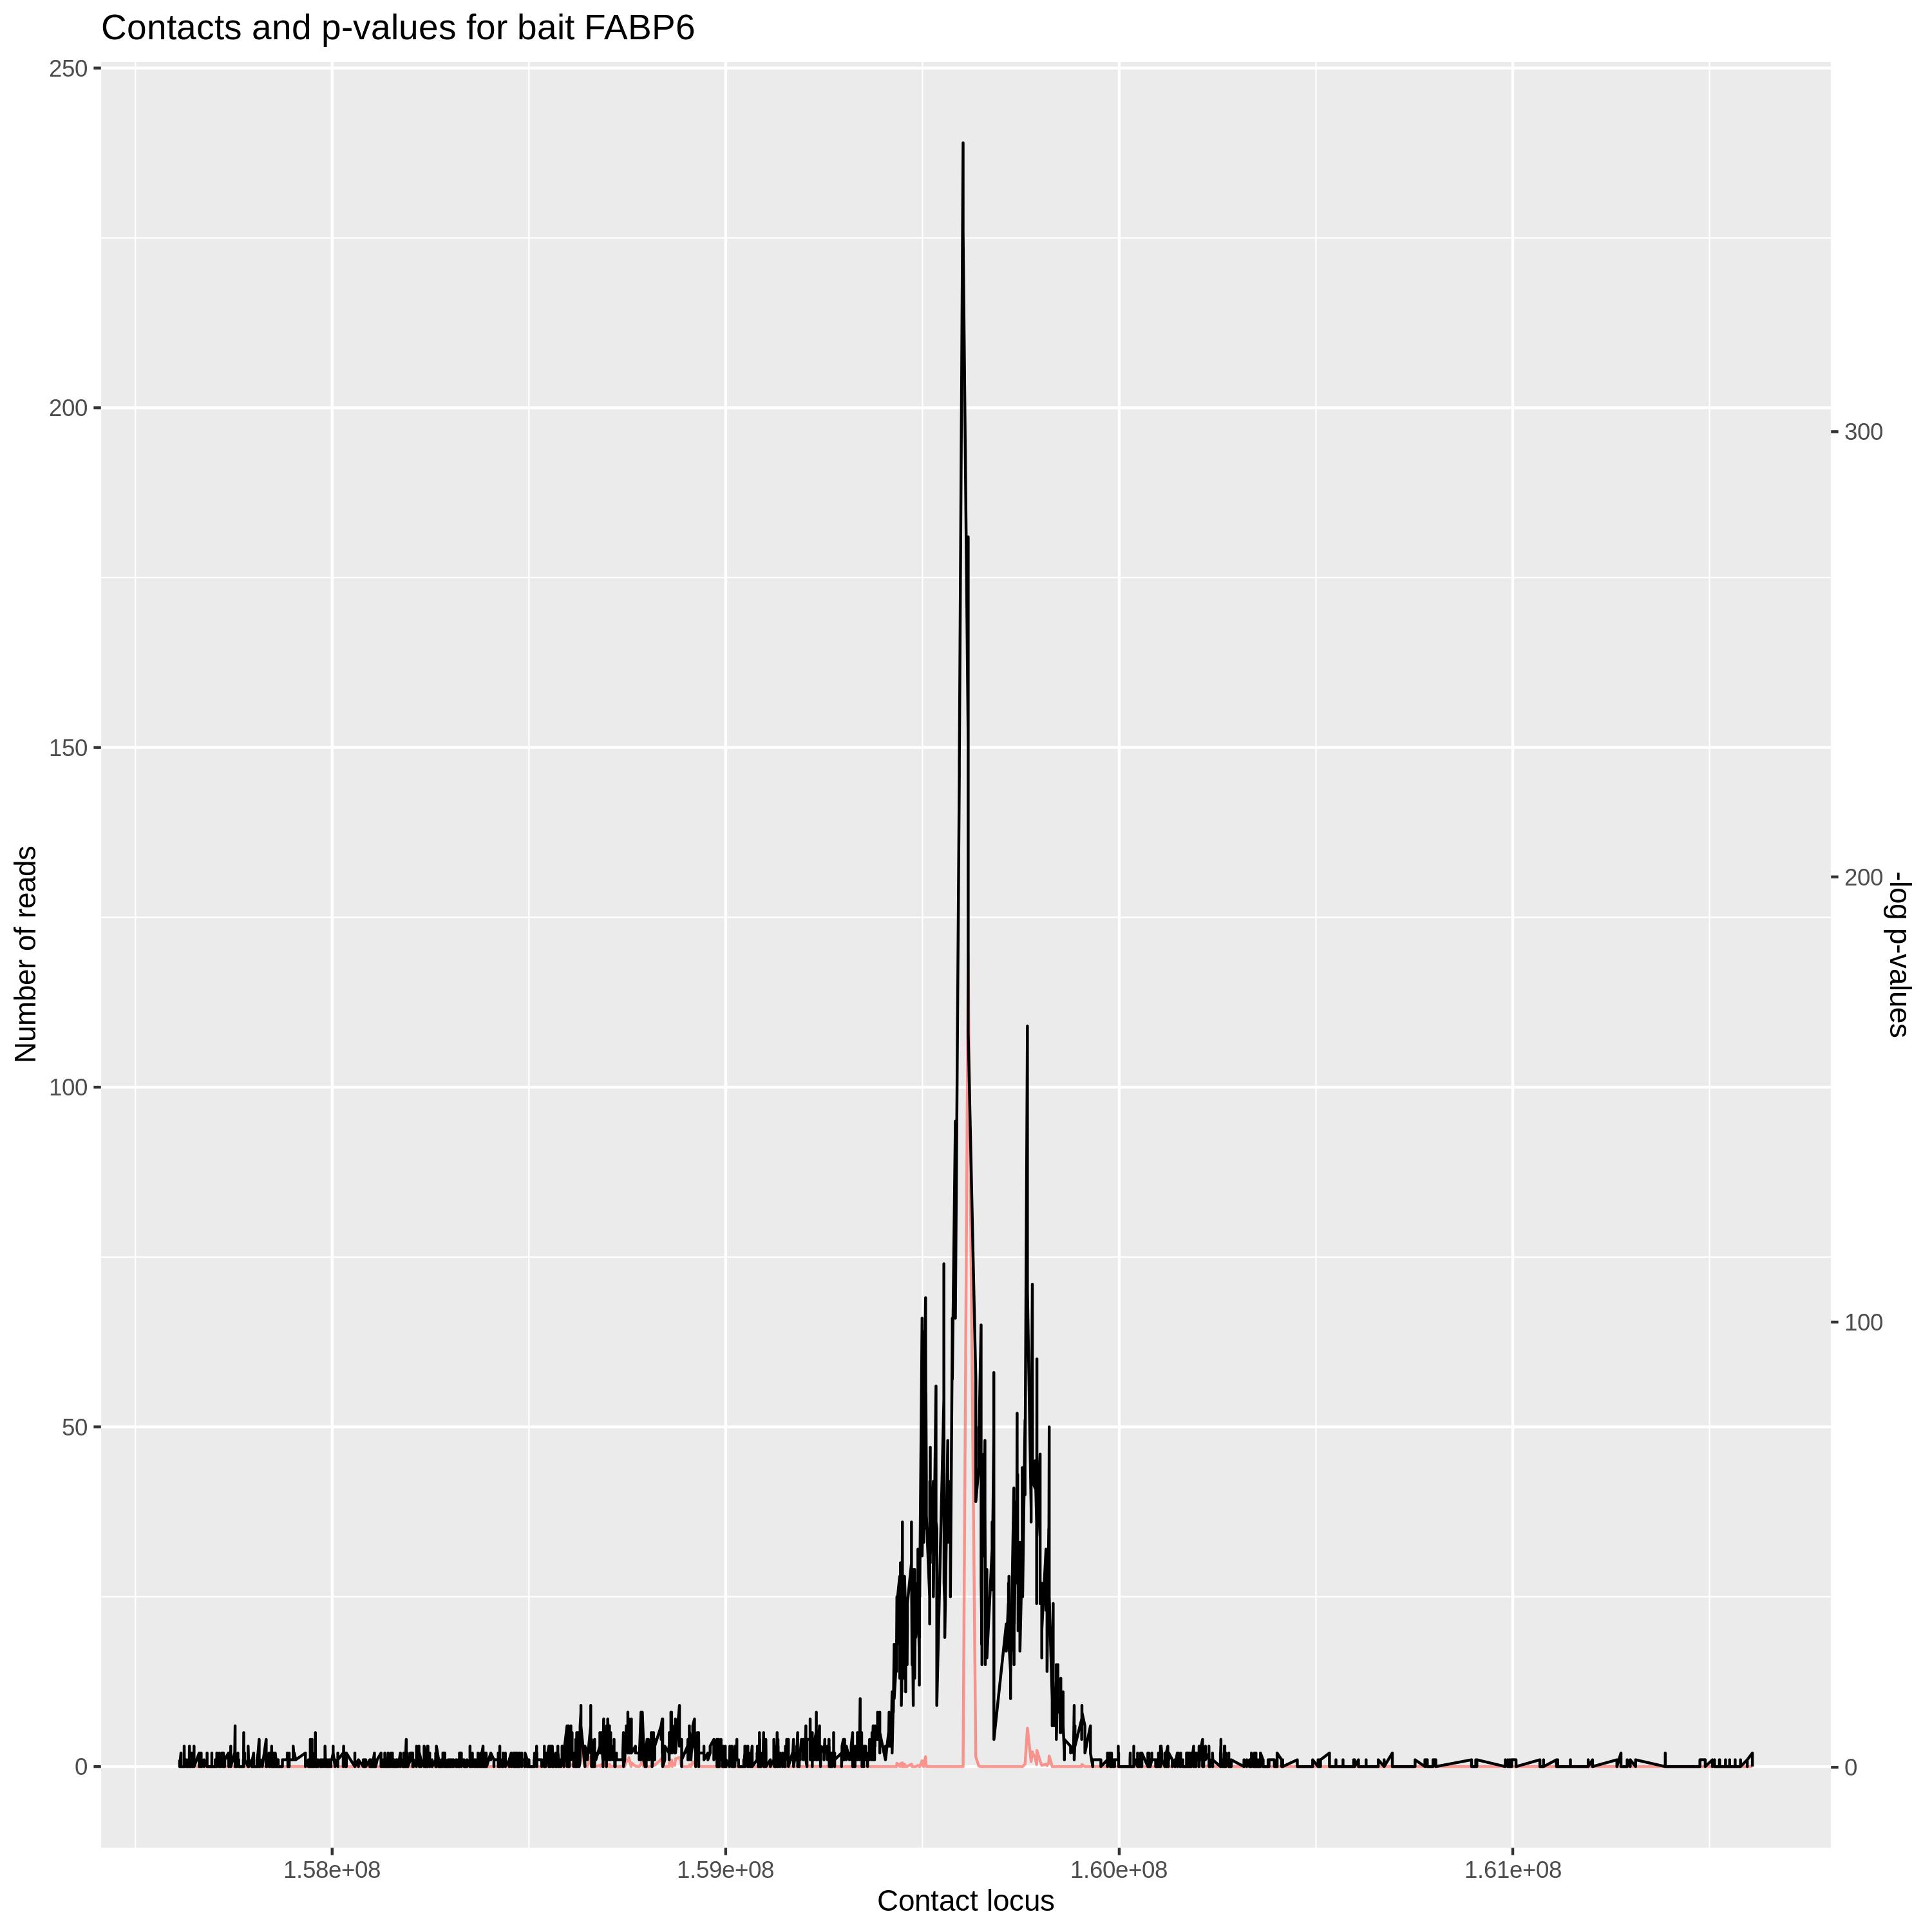 Contacts and p-values for bait FABP6
250
200
150
100
50
0
Number of reads
300
200
100
0
-log p-values
1.58e+08 1.59e+08 1.60e+08 1.61e+08
Contact locus